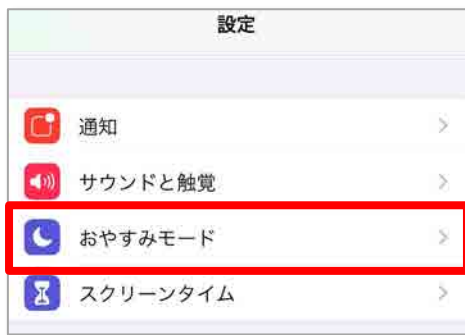 設定
通知
サウンドと触覚
おやすみモード
スクリーンタイム